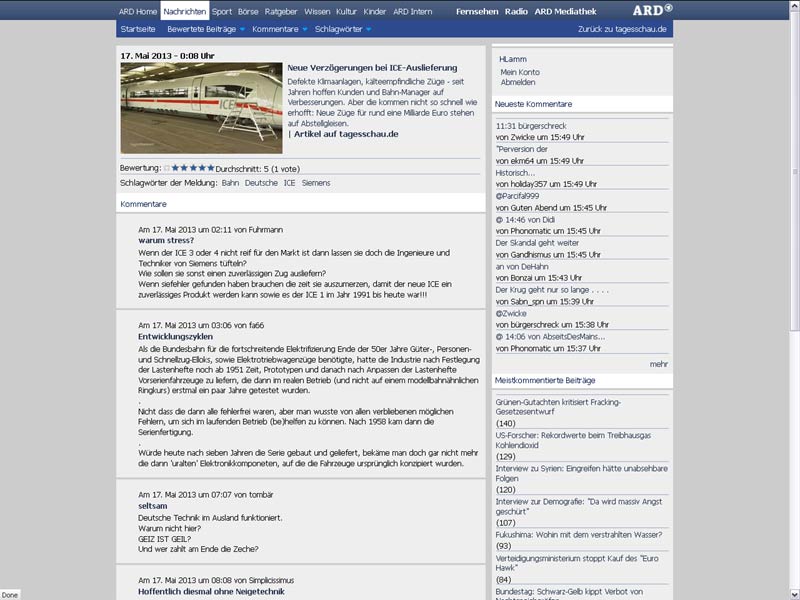 ARD Home Nachrichten Sport Börse Ratgeber Wissen Kultur Kinder ARD Intern Fernsehen Radio ARD Mediathek ARD
Startseite Bewertete Beiträge Kommentare Schlagwörter Zurück zu tagesschau.de
17. Mai 2013 - 0:08 Uhr
Neue Verzögerungen bei ICE-Auslieferung
Defekte Klimaanlagen, kälteempfindliche Züge - seit
Jahren hoffen Kunden und Bahn-Manager auf
Verbesserungen. Aber die kommen nicht so schnell wie
erhofft: Neue Züge für rund eine Milliarde Euro stehen
auf Abstellgleisen.
| Artikel auf tagesschau.de
ICE
Bewertung: Durchschnitt: 5 (1 vote)
Schlagwörter der Meldung: Bahn Deutsche ICE Siemens
Kommentare
Am 17. Mai 2013 um 02:11 von Fuhrmann
warum stress?
Wenn der ICE 3 oder 4 nicht reif für den Markt ist dann lassen sie doch die Ingenieure und
Techniker von Siemens tüfteln?
Wie sollen sie sonst einen zuverlässigen Zug ausliefern?
Wenn siefehler gefunden haben brauchen die zeit sie auszumerzen, damit der neue ICE ein
zuverlässiges Produkt werden kann sowie es der ICE 1 im Jahr 1991 bis heute war!!!
Am 17. Mai 2013 um 03:06 von fa66
Entwicklungszyklen
Als die Bundesbahn für die fortschreitende Elektrifizierung Ende der 50er Jahre Güter-, Personen-
und Schnellzug-Elloks, sowie Elektrotriebwagenzüge benötigte, hatte die Industrie nach Festlegung
der Lastenhefte noch ab 1951 Zeit, Prototypen und danach nach Anpassen der Lastenhefte
Vorserienfahrzeuge zu liefern, die dann im realen Betrieb (und nicht auf einem modellbahnähnlichen
Ringkurs) erstmal ein paar Jahre getestet wurden.
.
Nicht dass die dann alle fehlerfrei waren, aber man wusste von allen verbliebenen möglichen
Fehlern, um sich im laufenden Betrieb (be)helfen zu können. Nach 1958 kam dann die
Serienfertigung.
.
Würde heute nach sieben Jahren die Serie gebaut und geliefert, bekäme man doch gar nicht mehr
die dann 'uralten' Elektronikkomponeten, auf die die Fahrzeuge ursprünglich konzipiert wurden.
Am 17. Mai 2013 um 07:07 von tombär
seltsam
Deutsche Technik im Ausland funktioniert.
Warum nicht hier?
GEIZ IST GEIL?
Und wer zahlt am Ende die Zeche?
Am 17. Mai 2013 um 08:08 von Simplicissimus
Hoffentlich diesmal ohne Neigetechnik
HLamm
Mein Konto
Abmelden
Neueste Kommentare
11:31 bürgerschreck
von Zwicke um 15:49 Uhr
"Perversion der
von ekm64 um 15:49 Uhr
Historisch...
von holiday357 um 15:45 Uhr
@Parcifal999
von Guten Abend um 15:45 Uhr
@ 14:46 von Didi
von Phonomatic um 15:45 Uhr
Der Skandal geht weiter
von Gandhismus um 15:45 Uhr
an von DeHahn
von Bonzai um 15:43 Uhr
Der Krug geht nur so lange . . . .
von Sabn_spn um 15:39 Uhr
@Zwicke
von bürgerschreck um 15:38 Uhr
@ 14:06 von AbseitsDesMains...
von Phonomatic um 15:37 Uhr
mehr
Meistkommentierte Beiträge
Grünen-Gutachten kritisiert Fracking-
Gesetzesentwurf
(140)
US-Forscher: Rekordwerte beim Treibhausgas
Kohlendioxid
(129)
Interview zu Syrien: Eingreifen hätte unabsehbare
Folgen
(120)
Interview zur Demografie: "Da wird massiv Angst
geschürt"
(107)
Fukushima: Wohin mit dem verstrahlten Wasser?
(93)
Verteidigungsministerium stoppt Kauf des "Euro
Hawk"
(84)
Bundestag: Schwarz-Gelb kippt Verbot von
Done